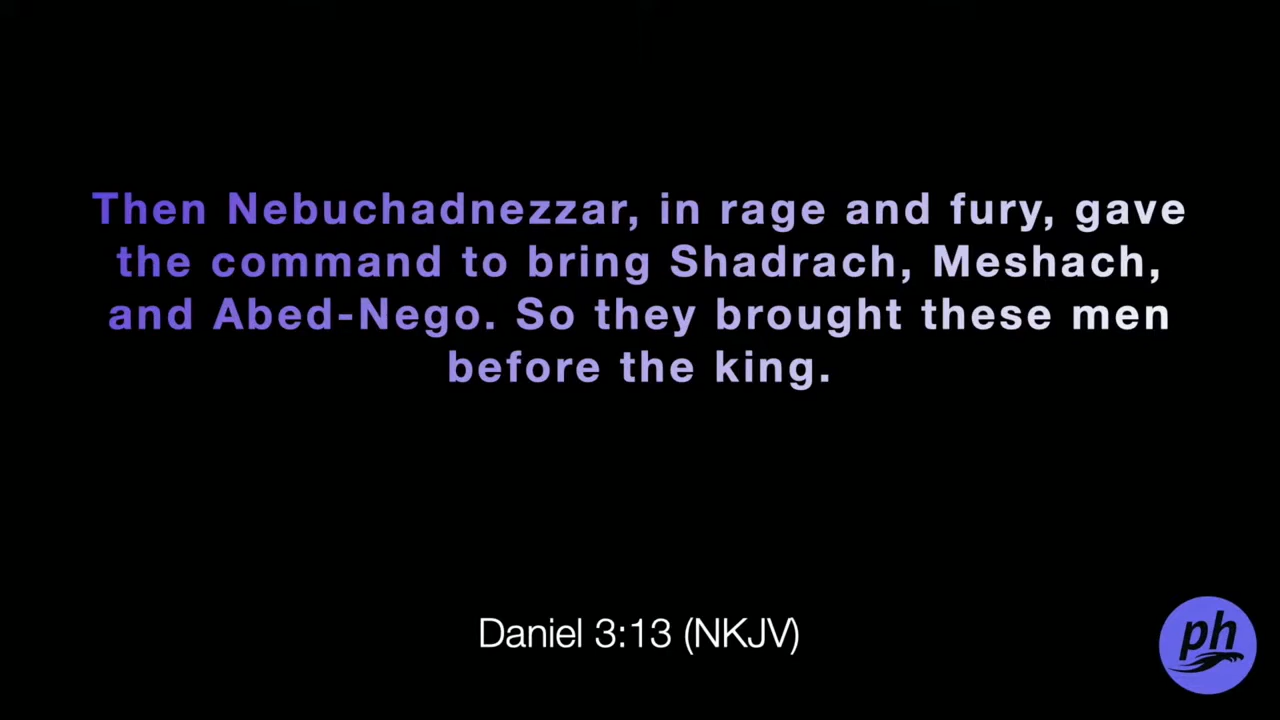 Then Nebuchadnezzar, in rage and fury, gave
the command to bring Shadrach, Meshach,
and Abed-Nego. So they brought these men
before the king.
Daniel 3:13 (NKJV)
ph